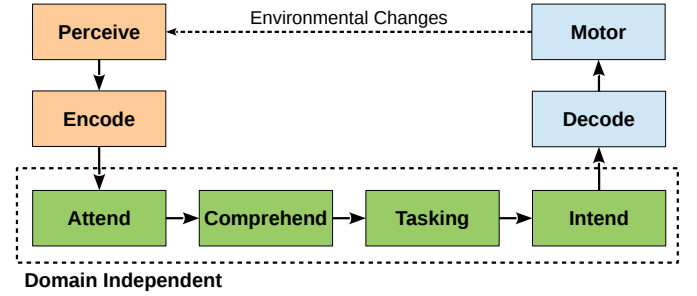 Perceive
Environmental Changes
Motor
Encode
Decode
Attend
Comprehend
Tasking
Intend
Domain Independent